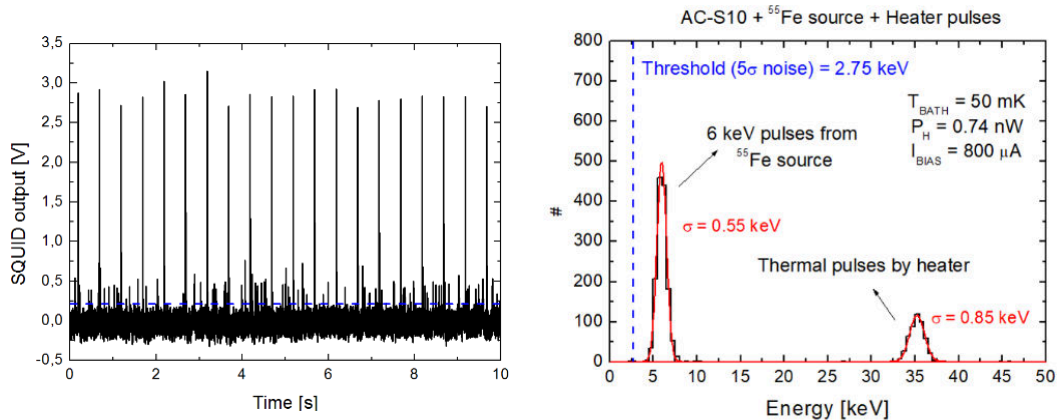 3,5
3,0
2,5
2,0
1,5
1,0
0,5
0,0
-0,5
SQUID output [V]
0 2 4 6 8 10
Time [s]
AC-S10 + ⁵⁵Fe source + Heater pulses
800
700
600
500
400
300
200
100
0
#
Threshold (5σ noise) = 2.75 keV
T_BATH = 50 mK
P_H = 0.74 nW
I_BIAS = 800 μA
6 keV pulses from
⁵⁵Fe source
σ = 0.55 keV
Thermal pulses by heater
σ = 0.85 keV
0 5 10 15 20 25 30 35 40 45 50
Energy [keV]